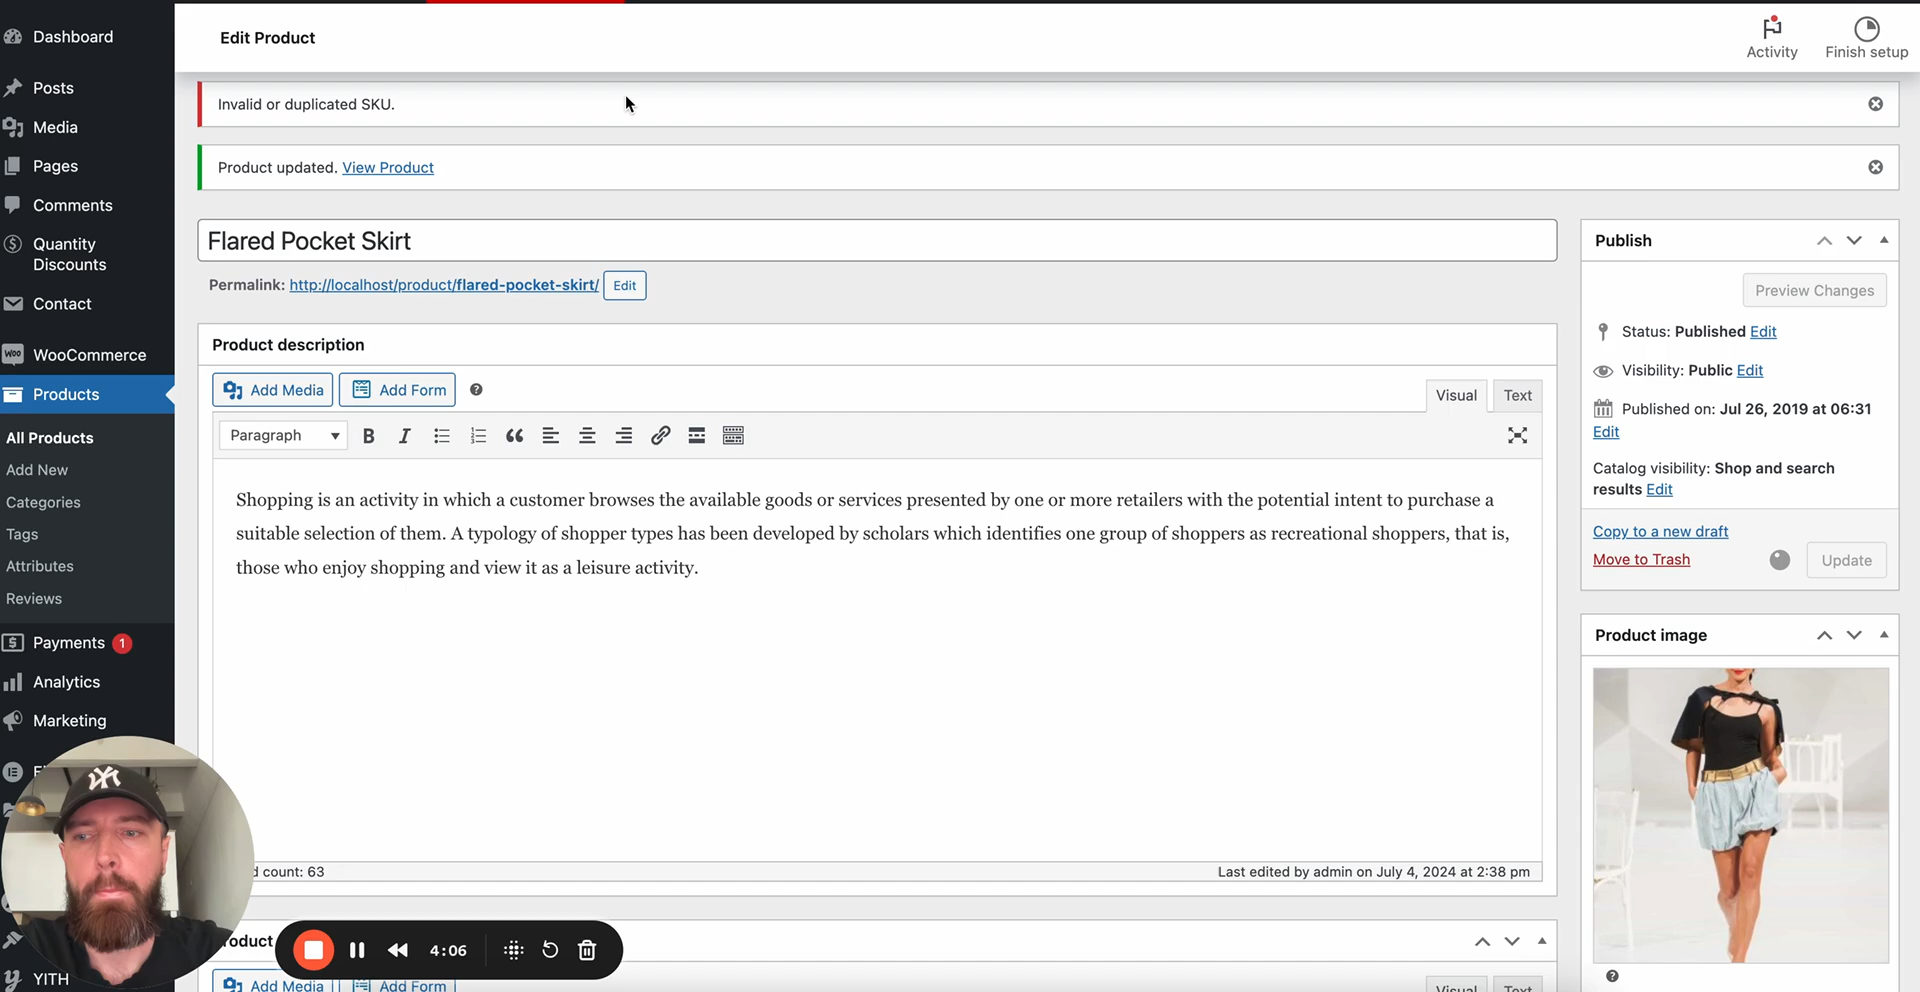 Dashboard
Posts
Media
Pages
Comments
Quantity
Discounts
Contact
WOO
WooCommerce
Products
All Products
Add New
Categories
Tags
Attributes
Reviews
Payments 1
Analytics
Marketing
YITH
Edit Product
Activity
Finish setup
Invalid or duplicated SKU.
Product updated. View Product
Flared Pocket Skirt
Permalink: http://localhost/product/flared-pocket-skirt/ Edit
Product description
Add Media Add Form
Visual Text
Paragraph
Shopping is an activity in which a customer browses the available goods or services presented by one or more retailers with the potential intent to purchase a
suitable selection of them. A typology of shopper types has been developed by scholars which identifies one group of shoppers as recreational shoppers, that is,
those who enjoy shopping and view it as a leisure activity.
d count: 63
Last edited by admin on July 4, 2024 at 2:38 pm
roduct
4:06
Add Media Add Form
Visual Text
Publish
Preview Changes
Status: Published Edit
Visibility: Public Edit
Published on: Jul 26, 2019 at 06:31
Edit
Catalog visibility: Shop and search
results Edit
Copy to a new draft
Move to Trash
Update
Product image